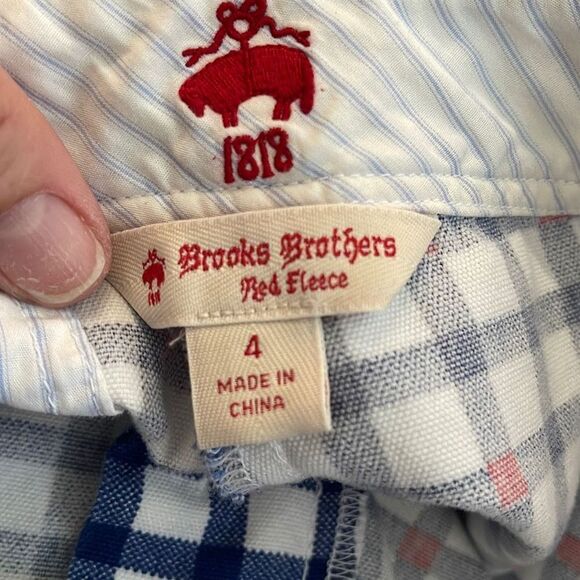 1818
Brooks Brothers
Red Fleece
4
MADE IN
CHINA